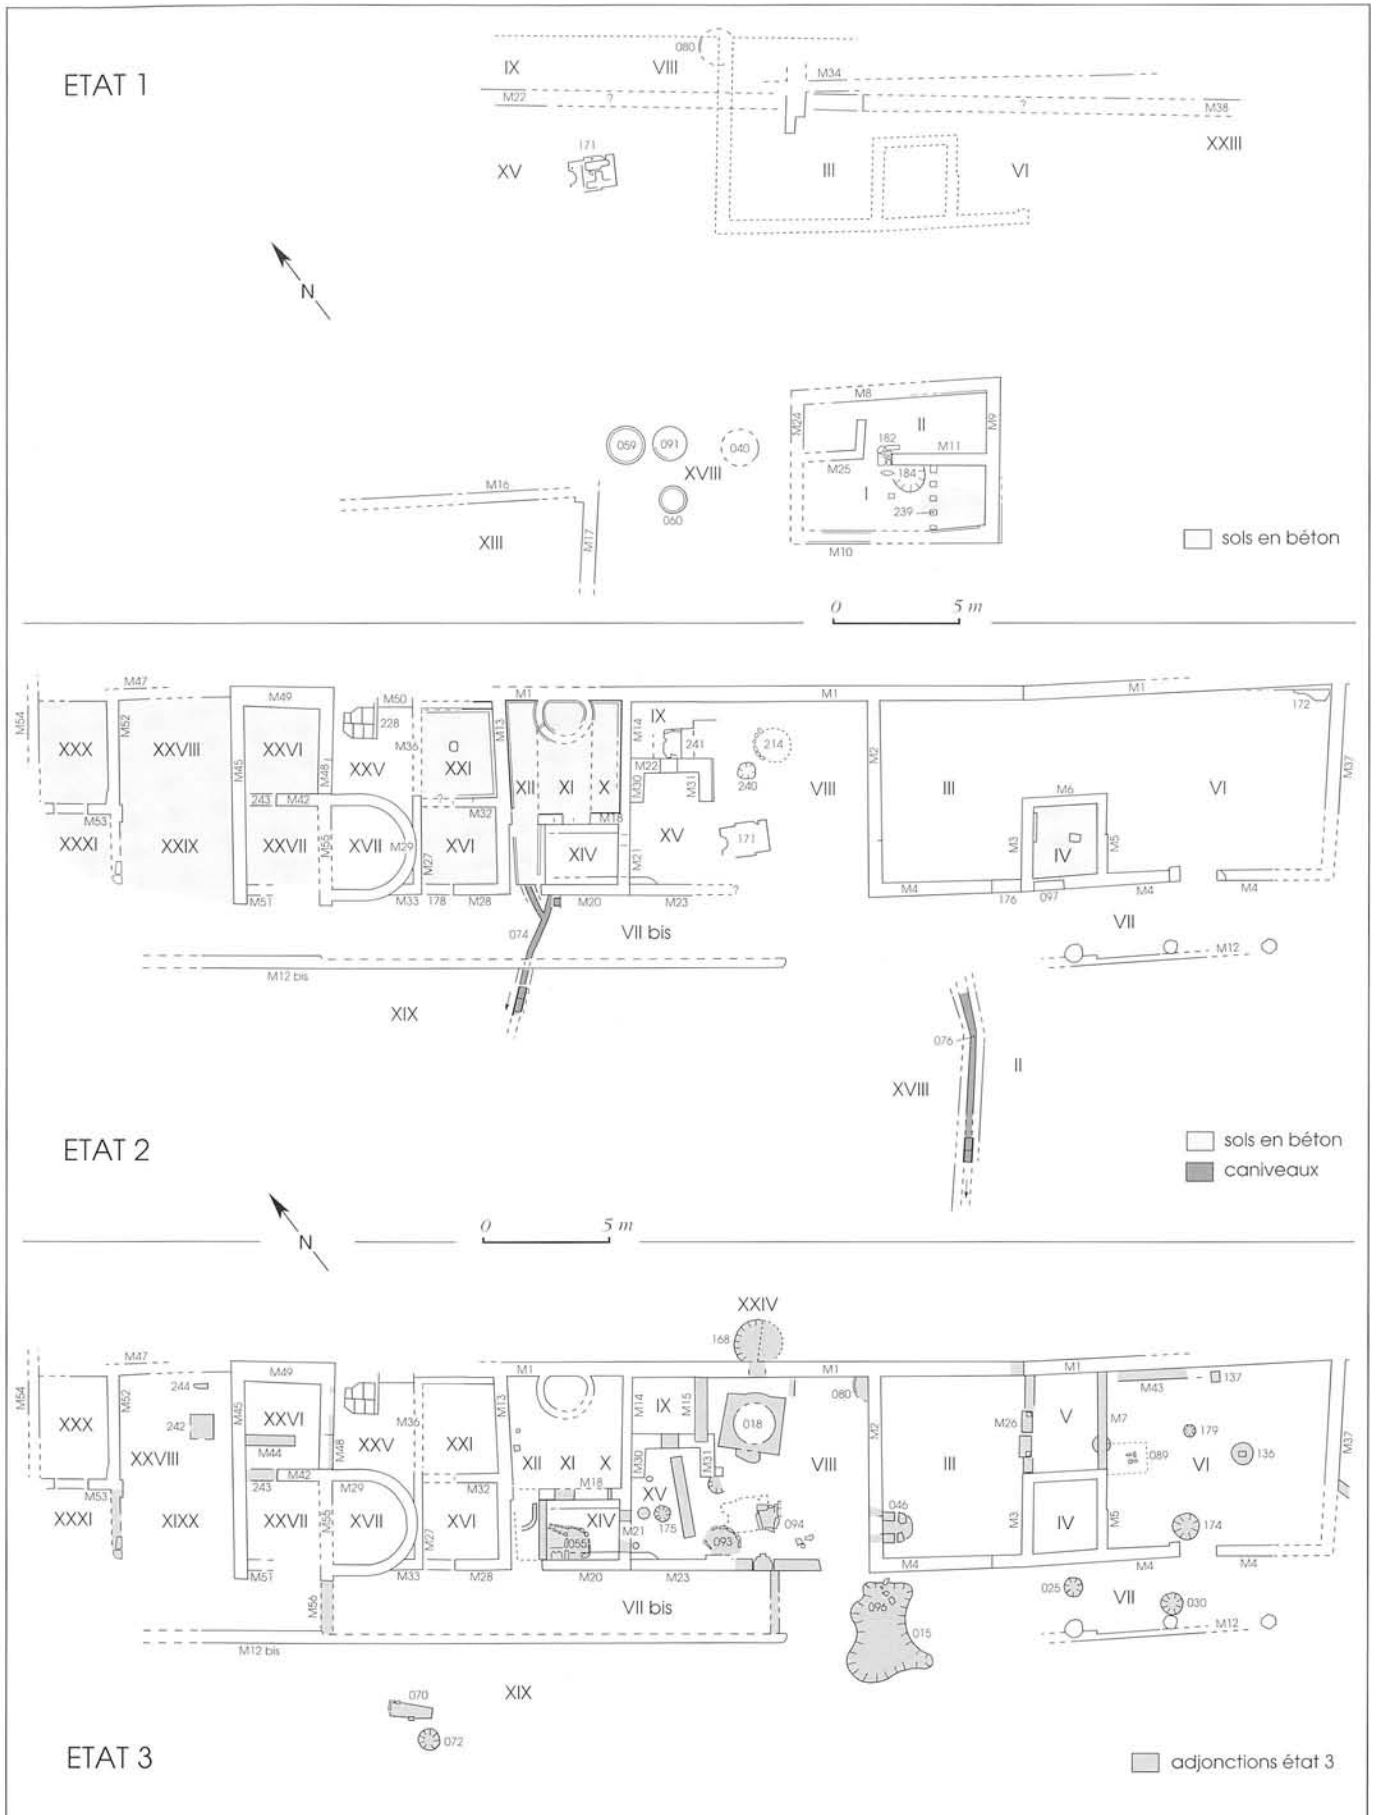 ETAT 1
080
IX
VIII
M34
M22
?
?
M38
XXIII
171
XV
III
VI
N
M8
M24
II
M9
059
091
040
182
M11
XVIII
M25
184
M16
I
060
239
XIII
M17
M10
sols en béton
0 5 m
M47
M49
M50
M1
M1
M1
M54
M52
228
M13
M14
IX
172
XXX
XXVIII
M45
XXVI
M48
M36
O
XXI
241
214
M2
M37
XXV
M22
240
XII
XI
X
M30
M31
VIII
III
VI
243
M42
?
M32
M18
M6
M53
XXXI
XXIX
XXVII
M55
XVII
M29
M27
XVI
XIV
M21
XV
171
M3
IV
M5
M51
M33
178
M28
M20
M23
?
M4
176
097
M4
M4
074
VII bis
VII
M12 bis
M12
XIX
076
II
XVIII
ETAT 2
sols en béton
caniveaux
N
0 5 m
XXIV
168
M47
M49
M1
M1
M1
M54
M52
244
M13
M14
IX
M15
080
M43
137
XXX
242
M45
XXVI
M36
018
M2
M26
V
M7
179
XXVIII
M44
M48
XXV
XXI
XII
XI
X
M30
M31
VIII
III
089
VI
136
M37
243
M42
M29
M32
M18
XV
M53
XXXI
XIXX
XXVII
M55
XVII
M27
XVI
XIV
M21
175
094
046
M3
IV
M5
174
055
093
M51
M33
M28
M20
M23
M4
M4
M4
M56
VII bis
096
025
VII
030
015
M12
M12 bis
XIX
070
072
ETAT 3
adjonctions état 3